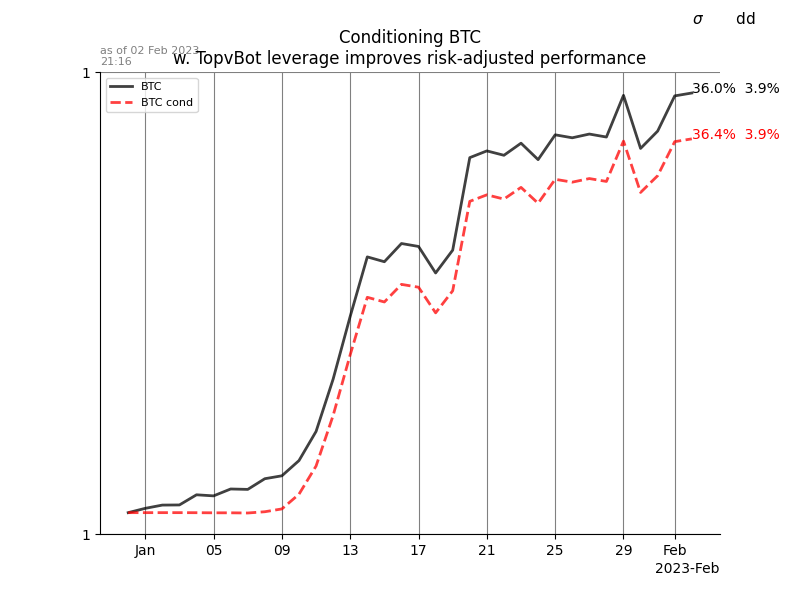 σ dd
Conditioning BTC
w. TopvBot leverage improves risk-adjusted performance
as of 02 Feb 2023
21:16
1
BTC
BTC cond
36.0% 3.9%
36.4% 3.9%
1
Jan 05 09 13 17 21 25 29 Feb
2023-Feb